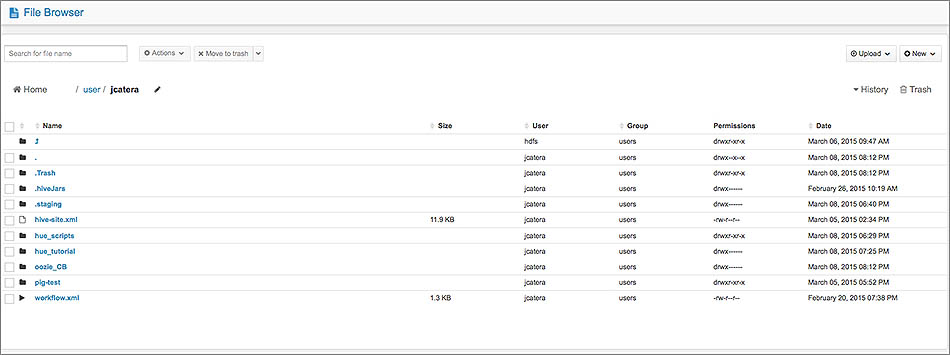 File Browser
Search for file name Actions Move to trash Upload New
Home / user / jcatera History Trash
Name Size User Group Permissions Date
hdfs users drwxr-xr-x March 06, 2015 09:47 AM
. jcatera users drwx--x--x March 08, 2015 08:12 PM
.Trash jcatera users drwxr-xr-x March 08, 2015 08:12 PM
.hiveJars jcatera users drwx------ February 26, 2015 10:19 AM
.staging jcatera users drwx------ March 08, 2015 06:40 PM
hive-site.xml 11.9 KB jcatera users -rw-r--r-- March 05, 2015 02:34 PM
hue_scripts jcatera users drwxr-xr-x March 08, 2015 06:29 PM
hue_tutorial jcatera users drwx------ March 08, 2015 07:25 PM
oozie_CB jcatera users drwx------ March 08, 2015 08:12 PM
pig-test jcatera users drwxr-xr-x March 05, 2015 05:52 PM
workflow.xml 1.3 KB jcatera users -rw-r--r-- February 20, 2015 07:38 PM